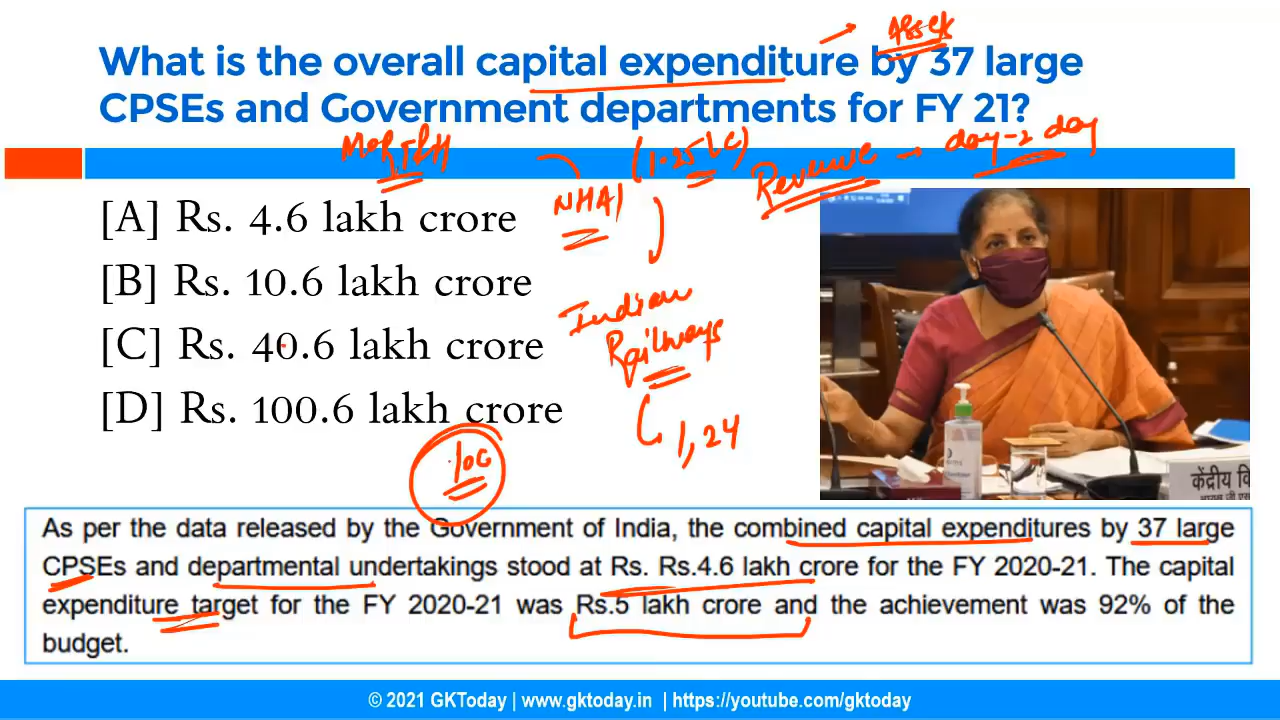 Assets
What is the overall capital expenditure by 37 large
CPSEs and Government departments for FY 21?
MoRT&H
(1.25 LC)
Revenue → day-2 day
NHAI
[A] Rs. 4.6 lakh crore
[B] Rs. 10.6 lakh crore
[C] Rs. 40.6 lakh crore
[D] Rs. 100.6 lakh crore
Indian
Railways
1,24
केंद्रीय वि
As per the data released by the Government of India, the combined capital expenditures by 37 large
CPSEs and departmental undertakings stood at Rs. Rs.4.6 lakh crore for the FY 2020-21. The capital
expenditure target for the FY 2020-21 was Rs.5 lakh crore and the achievement was 92% of the
budget.
© 2021 GKToday | www.gktoday.in | https://youtube.com/gktoday